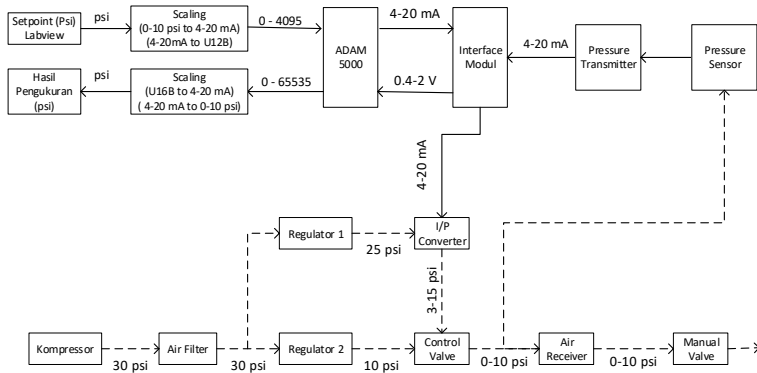 Setpoint (Psi)
Labview
psi
Scaling
(0-10 psi to 4-20 mA)
(4-20mA to U12B)
0 - 4095
ADAM
5000
4-20 mA
Interface
Modul
4-20 mA
Pressure
Transmitter
Pressure
Sensor
Hasil
Pengukuran
(psi)
psi
Scaling
(U16B to 4-20 mA)
( 4-20 mA to 0-10 psi)
0 - 65535
0.4-2 V
4-20 mA
Regulator 1
25 psi
I/P
Converter
3-15 psi
Kompressor
30 psi
Air Filter
30 psi
Regulator 2
10 psi
Control
Valve
0-10 psi
Air
Receiver
0-10 psi
Manual
Valve